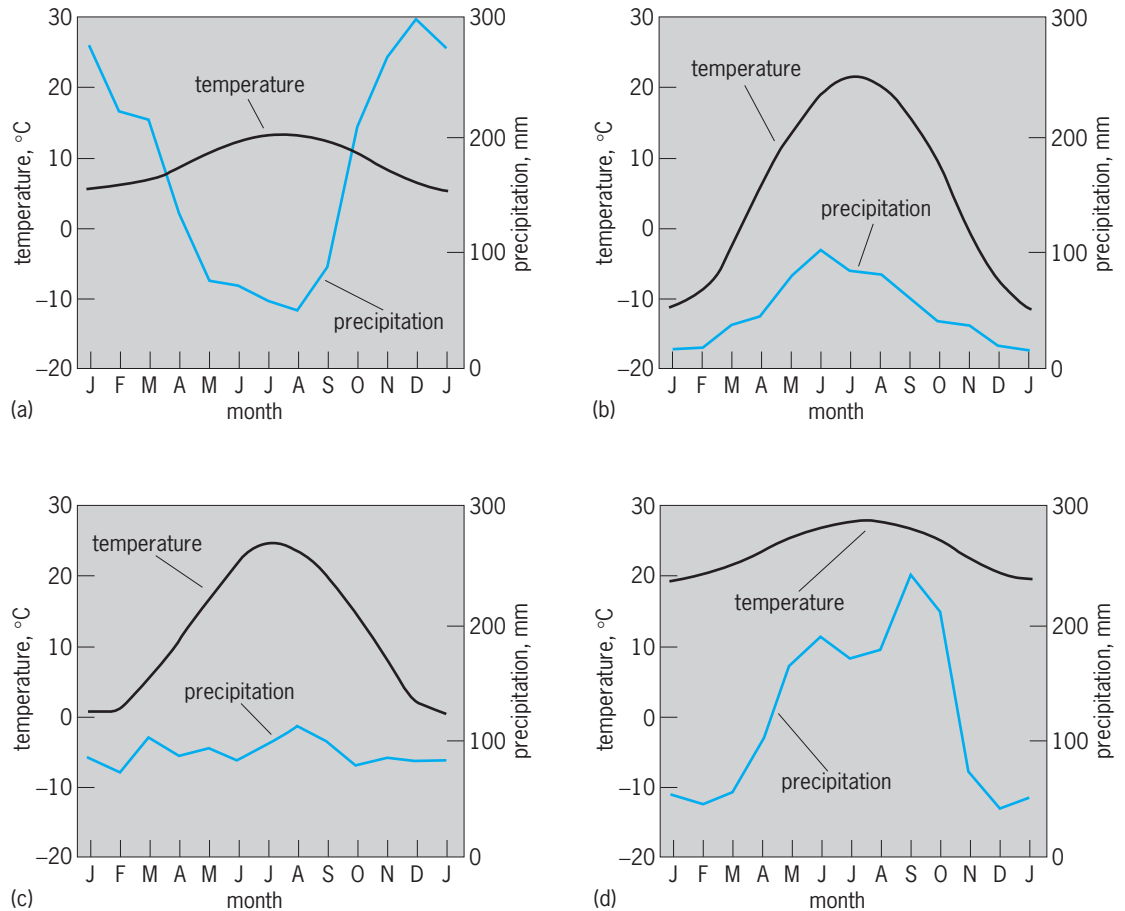 30
20
10
0
−10
−20
temperature, °C
300
200
100
0
precipitation, mm
temperature
precipitation
J F M A M J J A S O N D J
month
(a)
30
20
10
0
−10
−20
temperature, °C
300
200
100
0
precipitation, mm
temperature
precipitation
J F M A M J J A S O N D J
month
(b)
30
20
10
0
−10
−20
temperature, °C
300
200
100
0
precipitation, mm
temperature
precipitation
J F M A M J J A S O N D J
month
(c)
30
20
10
0
−10
−20
temperature, °C
300
200
100
0
precipitation, mm
temperature
precipitation
J F M A M J J A S O N D J
month
(d)